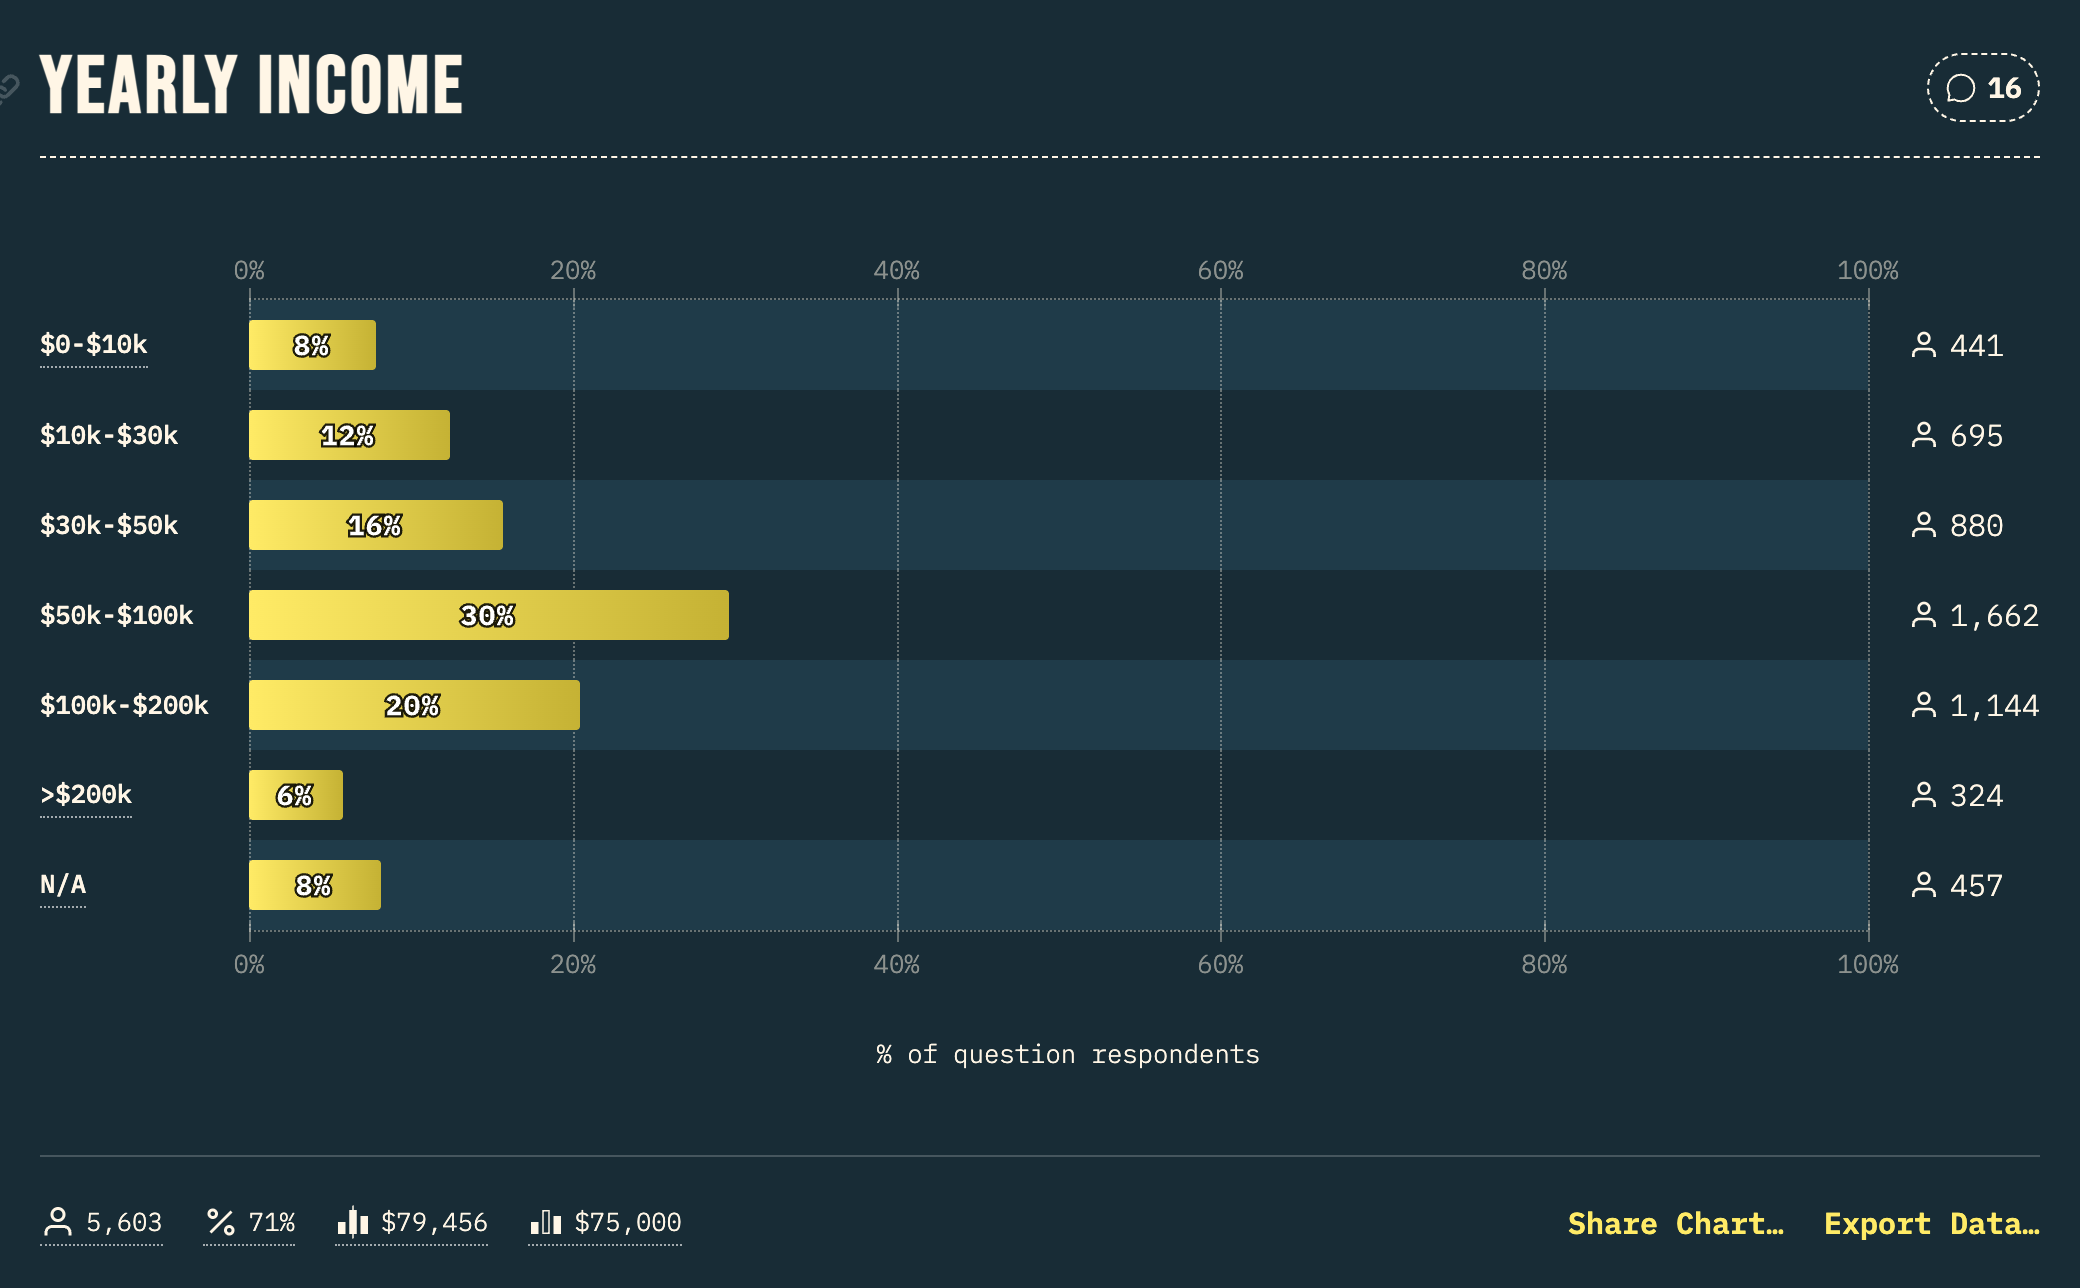 YEARLY INCOME
16
0% 20% 40% 60% 80% 100%
$0-$10k 8% 441
$10k-$30k 12% 695
$30k-$50k 16% 880
$50k-$100k 30% 1,662
$100k-$200k 20% 1,144
>$200k 6% 324
N/A 8% 457
0% 20% 40% 60% 80% 100%
% of question respondents
5,603 71% $79,456 $75,000 Share Chart… Export Data…